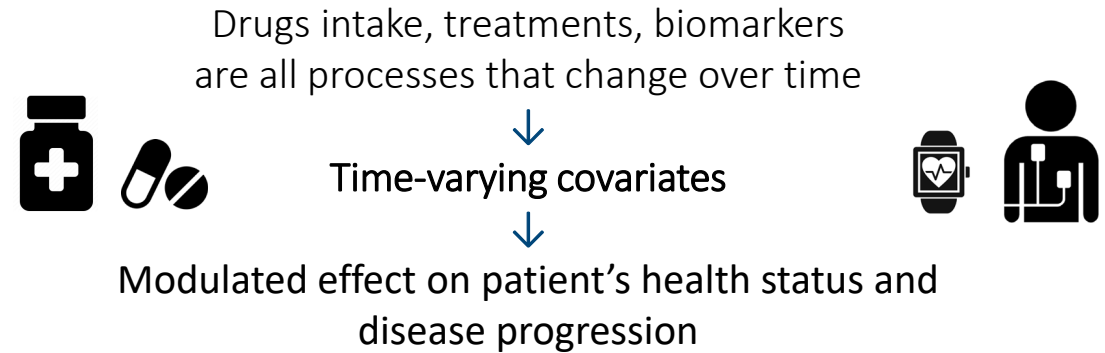 Drugs intake, treatments, biomarkers
are all processes that change over time
Time-varying covariates
Modulated effect on patient’s health status and
disease progression